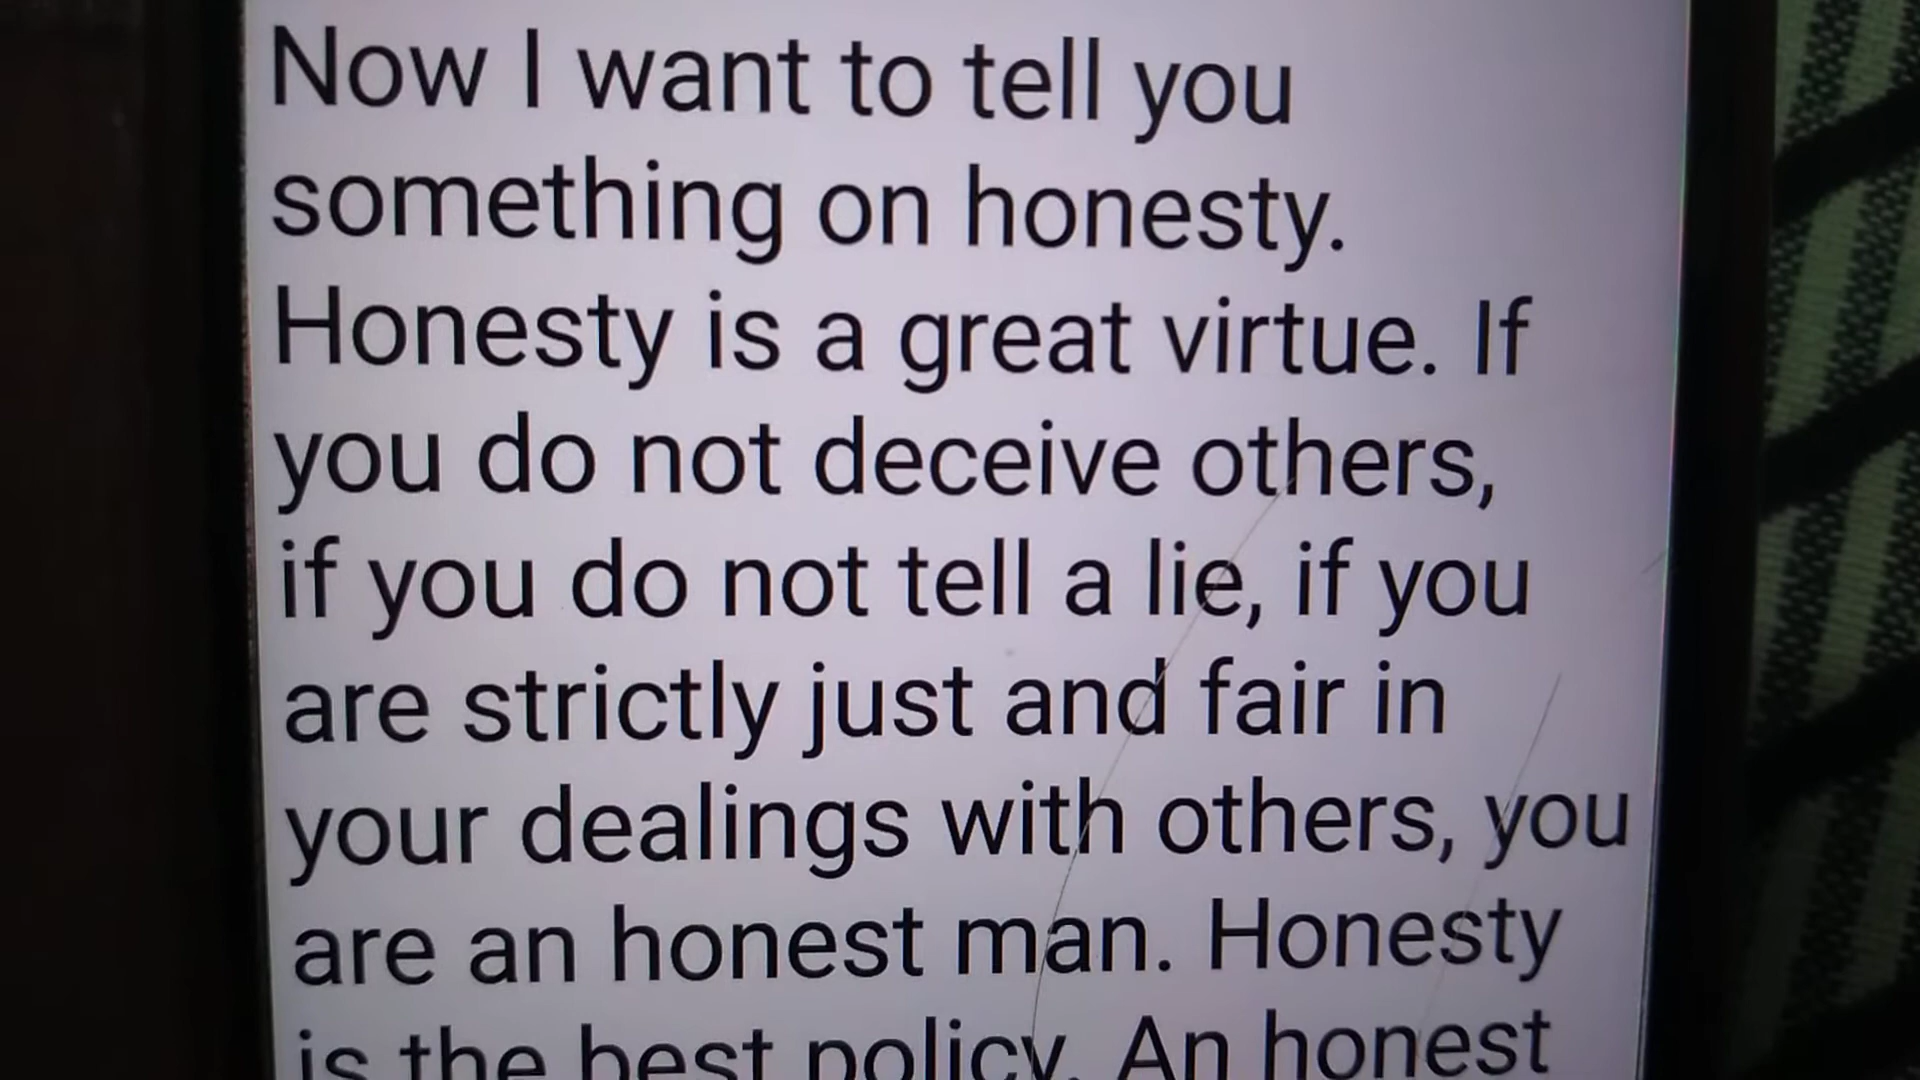 Now I want to tell you
something on honesty.
Honesty is a great virtue. If
you do not deceive others,
if you do not tell a lie, if you
are strictly just and fair in
your dealings with others, you
are an honest man. Honesty
is the best policy. An honest